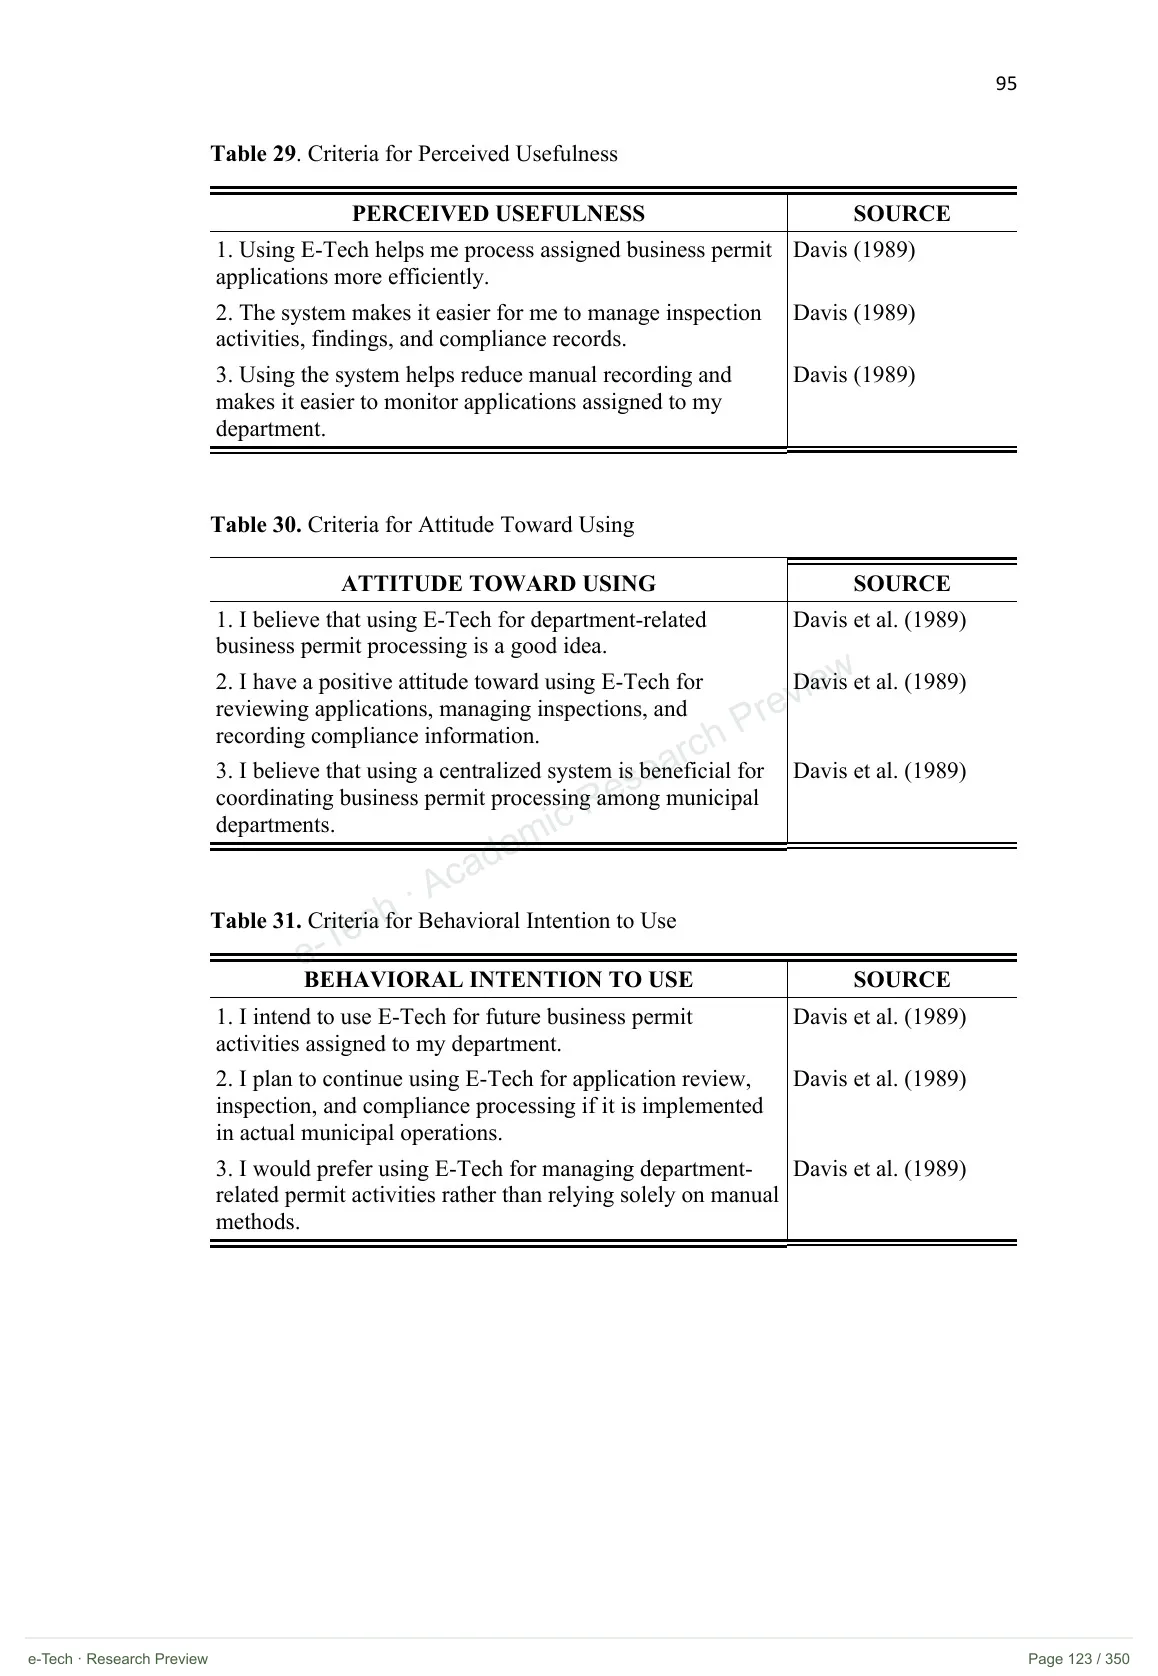 95
Table 29. Criteria for Perceived Usefulness
PERCEIVED USEFULNESS SOURCE
1. Using E-Tech helps me process assigned business permit Davis (1989)
applications more efficiently.
2. The system makes it easier for me to manage inspection Davis (1989)
activities, findings, and compliance records.
3. Using the system helps reduce manual recording and Davis (1989)
makes it easier to monitor applications assigned to my
department.
Table 30. Criteria for Attitude Toward Using
ATTITUDE TOWARD USING SOURCE
1. I believe that using E-Tech for department-related Davis et al. (1989)
business permit processing is a good idea.
2. I have a positive attitude toward using E-Tech for Davis et al. (1989)
reviewing applications, managing inspections, and
recording compliance information.
3. I believe that using a centralized system is beneficial for Davis et al. (1989)
coordinating business permit processing among municipal
departments.
e-Tech · Academic Research Preview
Table 31. Criteria for Behavioral Intention to Use
BEHAVIORAL INTENTION TO USE SOURCE
1. I intend to use E-Tech for future business permit Davis et al. (1989)
activities assigned to my department.
2. I plan to continue using E-Tech for application review, Davis et al. (1989)
inspection, and compliance processing if it is implemented
in actual municipal operations.
3. I would prefer using E-Tech for managing department- Davis et al. (1989)
related permit activities rather than relying solely on manual
methods.
e-Tech · Research Preview Page 123 / 350